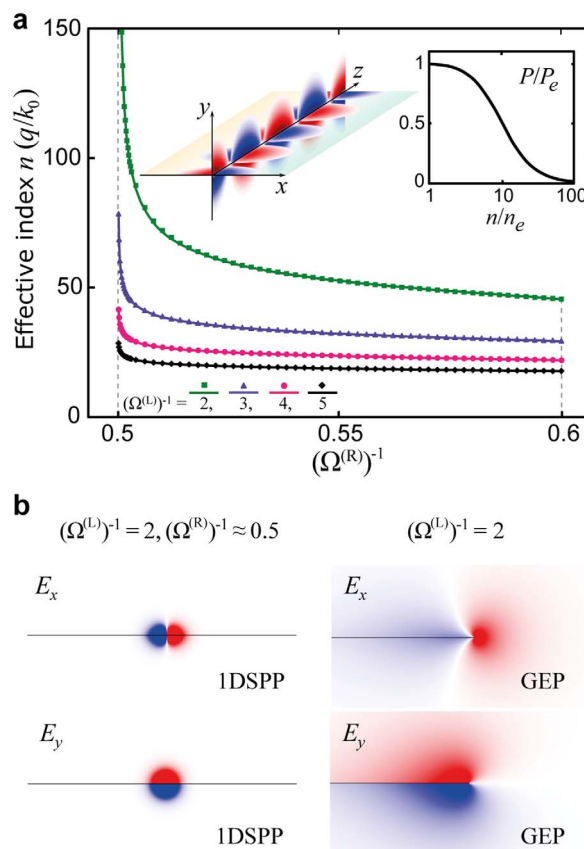 a
150
100
50
0
Effective index n (q/k₀)
y
z
x
P/Pₑ
1
0.5
0
1
10
100
n/nₑ
(Ω⁽ᴸ⁾)⁻¹ = 2, 3, 4, 5
0.5
0.55
0.6
(Ω⁽ᴿ⁾)⁻¹
b
(Ω⁽ᴸ⁾)⁻¹ = 2, (Ω⁽ᴿ⁾)⁻¹ ≈ 0.5
(Ω⁽ᴸ⁾)⁻¹ = 2
Eₓ
1DSPP
Eₓ
GEP
E_y
1DSPP
E_y
GEP